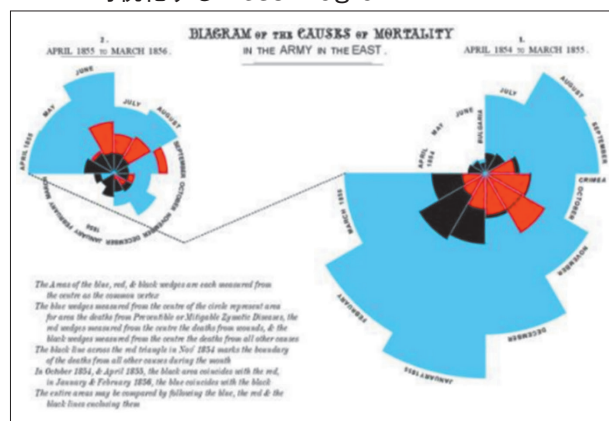 DIAGRAM OF THE CAUSES OF MORTALITY
IN THE ARMY IN THE EAST.
2.
APRIL 1855 TO MARCH 1856.
1.
APRIL 1854 TO MARCH 1855.
APRIL 1855
MAY
JUNE
JULY
AUGUST
SEPTEMBER
OCTOBER
NOVEMBER
DECEMBER
JANUARY
1856
FEBRUARY
MARCH
APRIL 1854
MAY
JUNE
BULGARIA
JULY
AUGUST
SEPTEMBER
CRIMEA
OCTOBER
NOVEMBER
DECEMBER
JANUARY 1855
FEBRUARY
MARCH 1855
The Areas of the blue, red, & black wedges are each measured from
the centre as the common vertex
The blue wedges measured from the centre of the circle represent area
for area the deaths from Preventible or Mitigable Zymotic Diseases, the
red wedges measured from the centre the deaths from wounds, & the
black wedges measured from the centre the deaths from all other causes
The black line across the red triangle in Nov' 1854 marks the boundary
of the deaths from all other causes during the month
In October 1854, & April 1855, the black area coincides with the red,
in January & February 1856, the blue coincides with the black
The entire areas may be compared by following the blue, the red & the
black lines enclosing them